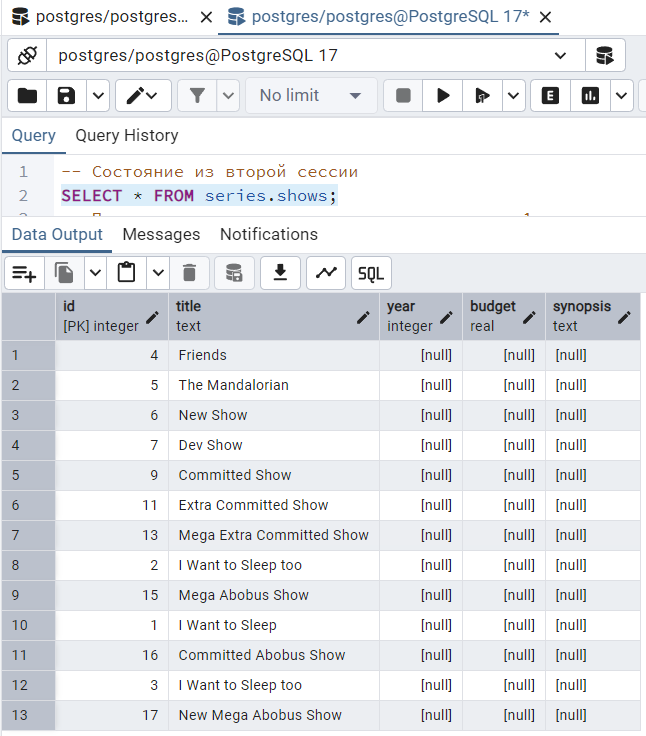 postgres/postgres... postgres/postgres@PostgreSQL 17*
postgres/postgres@PostgreSQL 17
No limit E
Query Query History
1 -- Состояние из второй сессии
2 SELECT * FROM series.shows;
Data Output Messages Notifications
SQL
id title year budget synopsis
[PK] integer text integer real text
1 4 Friends [null] [null] [null]
2 5 The Mandalorian [null] [null] [null]
3 6 New Show [null] [null] [null]
4 7 Dev Show [null] [null] [null]
5 9 Committed Show [null] [null] [null]
6 11 Extra Committed Show [null] [null] [null]
7 13 Mega Extra Committed Show [null] [null] [null]
8 2 I Want to Sleep too [null] [null] [null]
9 15 Mega Abobus Show [null] [null] [null]
10 1 I Want to Sleep [null] [null] [null]
11 16 Committed Abobus Show [null] [null] [null]
12 3 I Want to Sleep too [null] [null] [null]
13 17 New Mega Abobus Show [null] [null] [null]